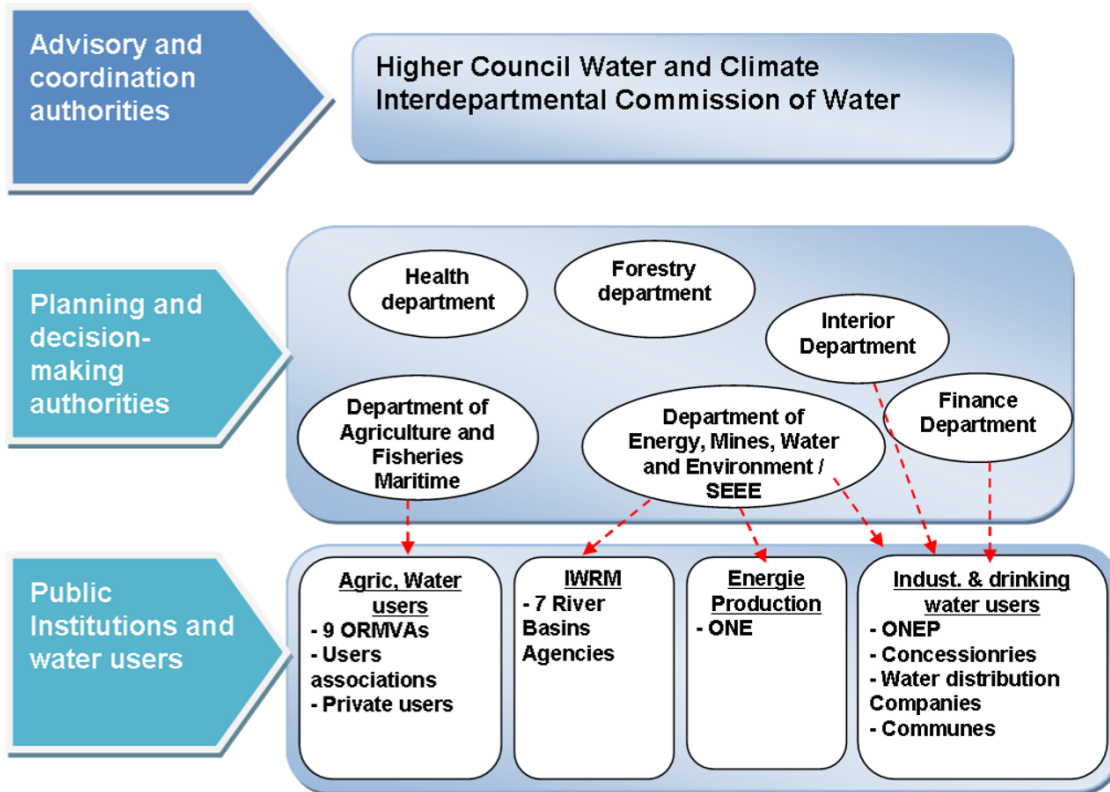 Advisory and
coordination
authorities
Higher Council Water and Climate
Interdepartmental Commission of Water
Planning and
decision-
making
authorities
Health
department
Forestry
department
Interior
Department
Finance
Department
Department of
Agriculture and
Fisheries
Maritime
Department of
Energy, Mines, Water
and Environment /
SEEE
Public
Institutions and
water users
Agric, Water
users
- 9 ORMVAs
- Users
associations
- Private users
IWRM
- 7 River
Basins
Agencies
Energie
Production
- ONE
Indust. & drinking
water users
- ONEP
- Concessionries
- Water distribution
Companies
- Communes